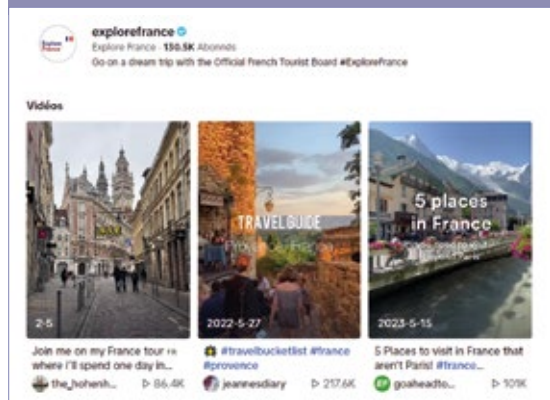 explorefrance
Explore France · 130.5K Abonnés
Go on a dream trip with the Official French Tourist Board #ExploreFrance
Vidéos
TRAVEL GUIDE
5 places
in France
2-5
2022-5-27
2023-5-15
Join me on my France tour FR
where I'll spend one day in...
the_hohenh...
86.4K
#travelbucketlist #france
#provence
jeannesdiary
217.6K
5 Places to visit in France that
aren't Paris! #france...
goaheadto...
101K